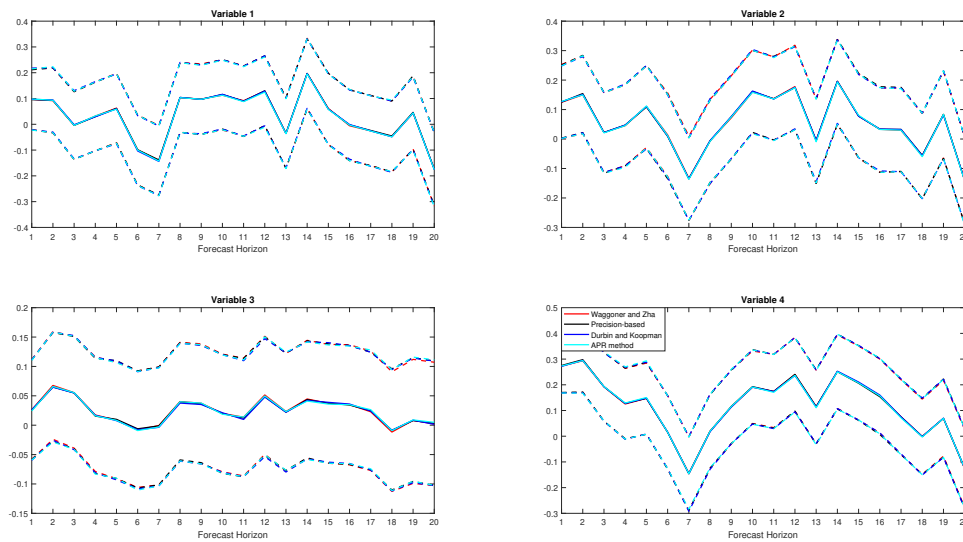 Variable 1
0.4
0.3
0.2
0.1
0
-0.1
-0.2
-0.3
-0.4
1 2 3 4 5 6 7 8 9 10 11 12 13 14 15 16 17 18 19 20
Forecast Horizon
Variable 2
0.4
0.3
0.2
0.1
0
-0.1
-0.2
-0.3
1 2 3 4 5 6 7 8 9 10 11 12 13 14 15 16 17 18 19 2
Forecast Horizon
Variable 3
0.2
0.15
0.1
0.05
0
-0.05
-0.1
-0.15
1 2 3 4 5 6 7 8 9 10 11 12 13 14 15 16 17 18 19 20
Forecast Horizon
Variable 4
0.5
0.4
0.3
0.2
0.1
0
-0.1
-0.2
-0.3
Waggoner and Zha
Precision-based
Durbin and Koopman
APR method
1 2 3 4 5 6 7 8 9 10 11 12 13 14 15 16 17 18 19 2
Forecast Horizon